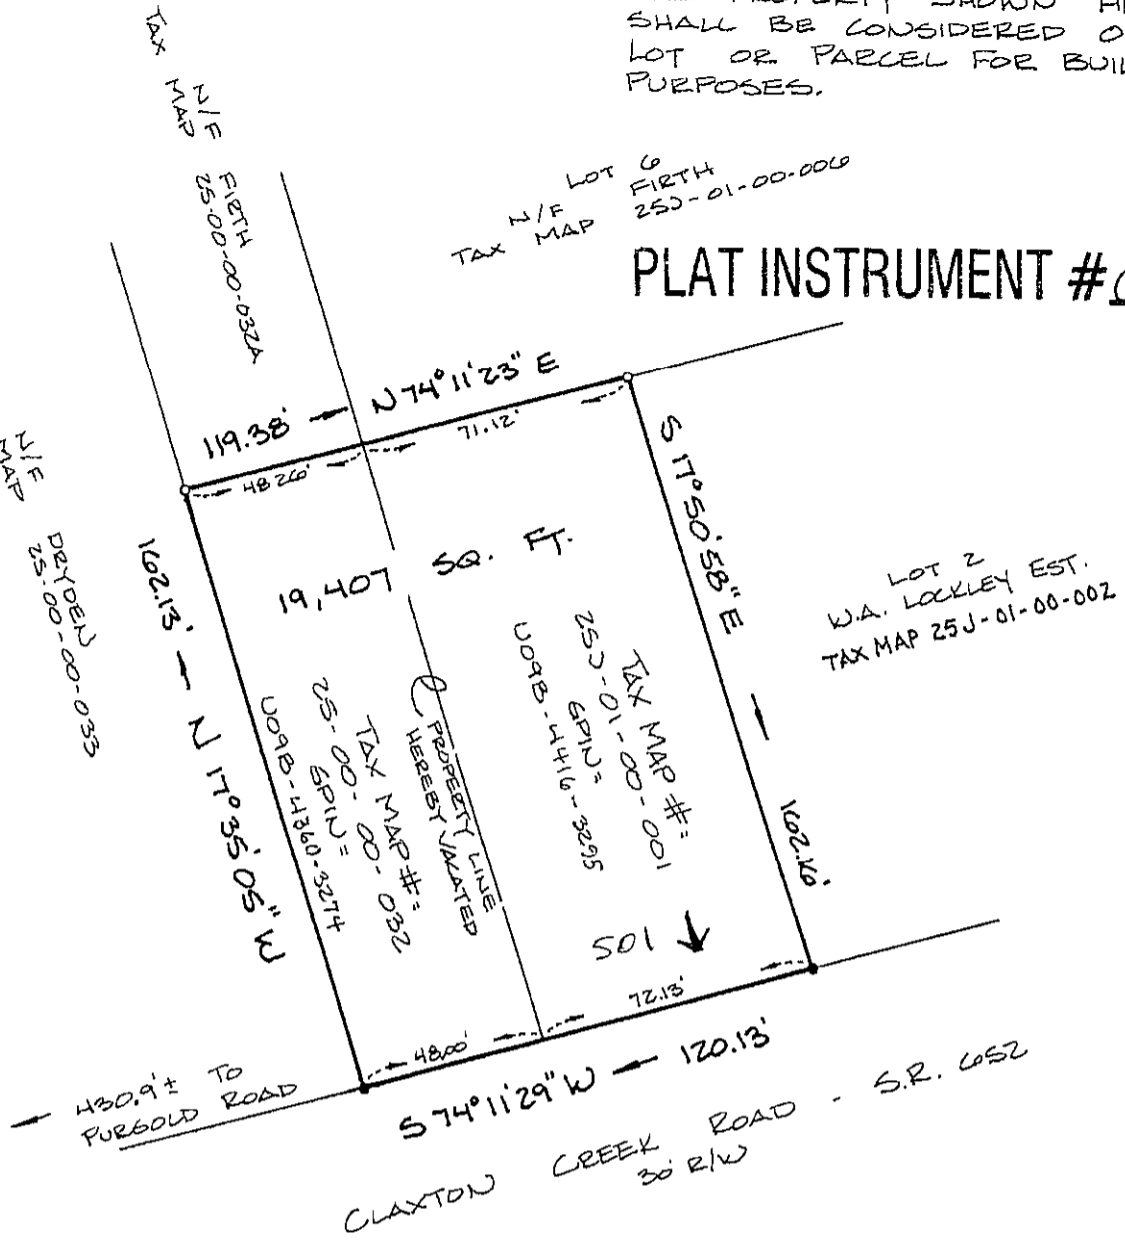 SHALL BE CONSIDERED
LOT OR PARCEL FOR
PURPOSES.
TAX MAP
N/F FIRTH
25-00-00-032A
LOT 6
N/F FIRTH
TAX MAP 25J-01-00-006
PLAT INSTRUMENT #
N 74° 11' 23" E
119.38'
48.26'
71.12'
N/F DRYDEN
MAP 25-00-00-033
162.13'
N 17° 35' 05" W
19,407 SQ. FT.
S 17° 50' 58" E
162.16'
LOT 2
W.A. LOCKLEY EST.
TAX MAP 25J-01-00-002
TAX MAP #:
25J-01-00-001
GPIN =
U09B-4416-3295
PROPERTY LINE
HEREBY VACATED
TAX MAP #:
25-00-00-032
GPIN =
U09B-4360-3274
501
72.13'
48.00'
120.13'
S 74° 11' 29" W
430.9'± TO
PURGOLD ROAD
CLAXTON CREEK ROAD - S.R. 652
30' R/W